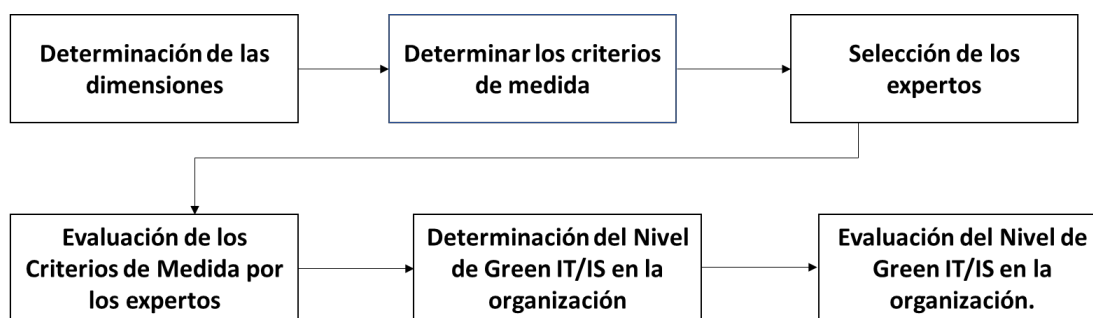 Determinación de las
dimensiones
Determinar los criterios
de medida
Selección de los
expertos
Evaluación de los
Criterios de Medida por
los expertos
Determinación del Nivel
de Green IT/IS en la
organización
Evaluación del Nivel de
Green IT/IS en la
organización.